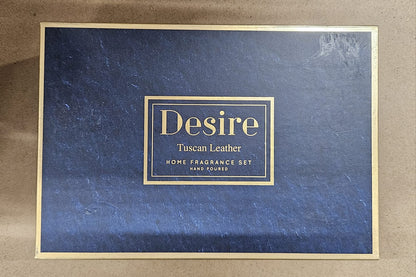 Desire
Tuscan Leather
HOME FRAGRANCE SET
HAND POURED